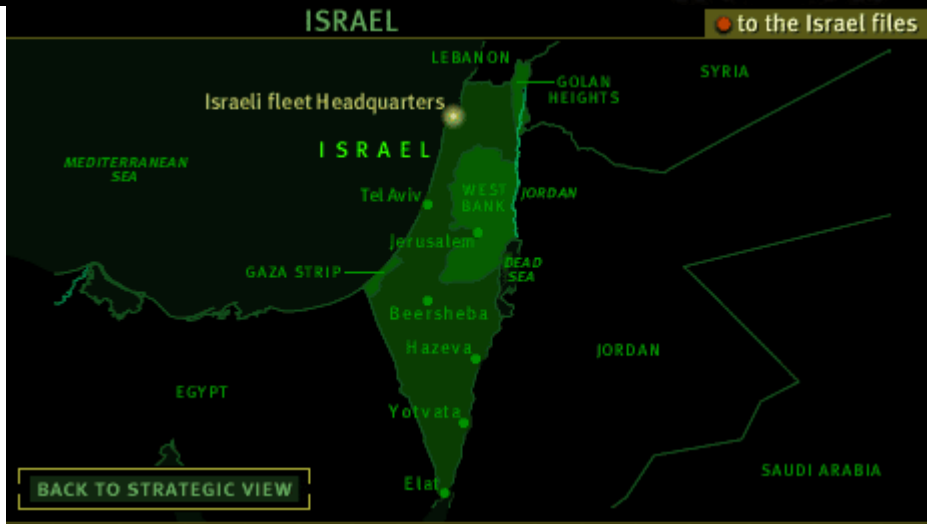 ISRAEL
to the Israel files
LEBANON
SYRIA
GOLAN
HEIGHTS
Israeli fleet Headquarters
ISRAEL
MEDITERRANEAN
SEA
Tel Aviv
WEST
BANK
JORDAN
Jerusalem
DEAD
SEA
GAZA STRIP
Beersheba
Hazeva
JORDAN
EGYPT
Yotvata
SAUDI ARABIA
Elat
BACK TO STRATEGIC VIEW